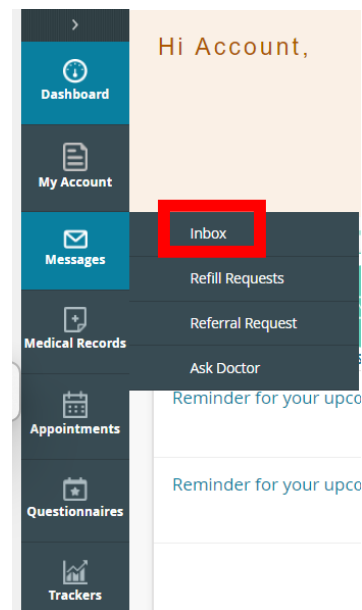 Hi Account,
Dashboard
My Account
Messages
Inbox
Refill Requests
Referral Request
Ask Doctor
Medical Records
Reminder for your upco
Appointments
Reminder for your upco
Questionnaires
Trackers